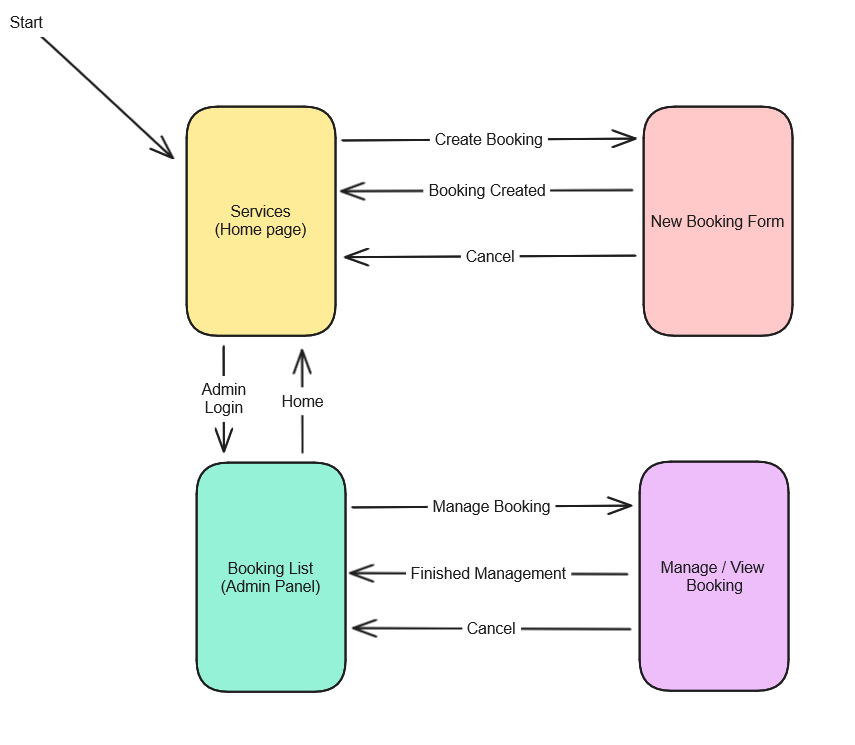 Start
Create Booking
Booking Created
Services
(Home page)
New Booking Form
Cancel
Admin
Login
Home
Manage Booking
Booking List
(Admin Panel)
Finished Management
Manage / View
Booking
Cancel